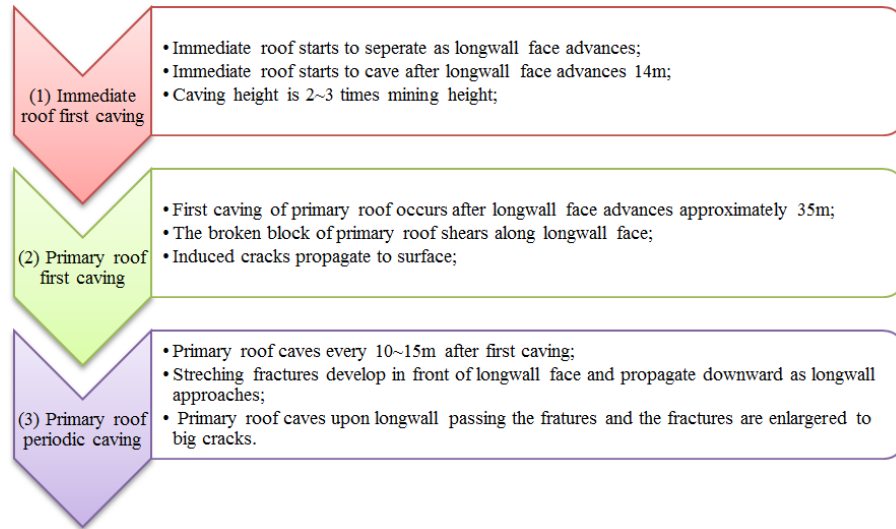 (1) Immediate
roof first caving
• Immediate roof starts to seperate as longwall face advances;
• Immediate roof starts to cave after longwall face advances 14m;
• Caving height is 2~3 times mining height;
(2) Primary roof
first caving
• First caving of primary roof occurs after longwall face advances approximately 35m;
• The broken block of primary roof shears along longwall face;
• Induced cracks propagate to surface;
(3) Primary roof
periodic caving
• Primary roof caves every 10~15m after first caving;
• Streching fractures develop in front of longwall face and propagate downward as longwall
approaches;
• Primary roof caves upon longwall passing the fratures and the fractures are enlargered to
big cracks.